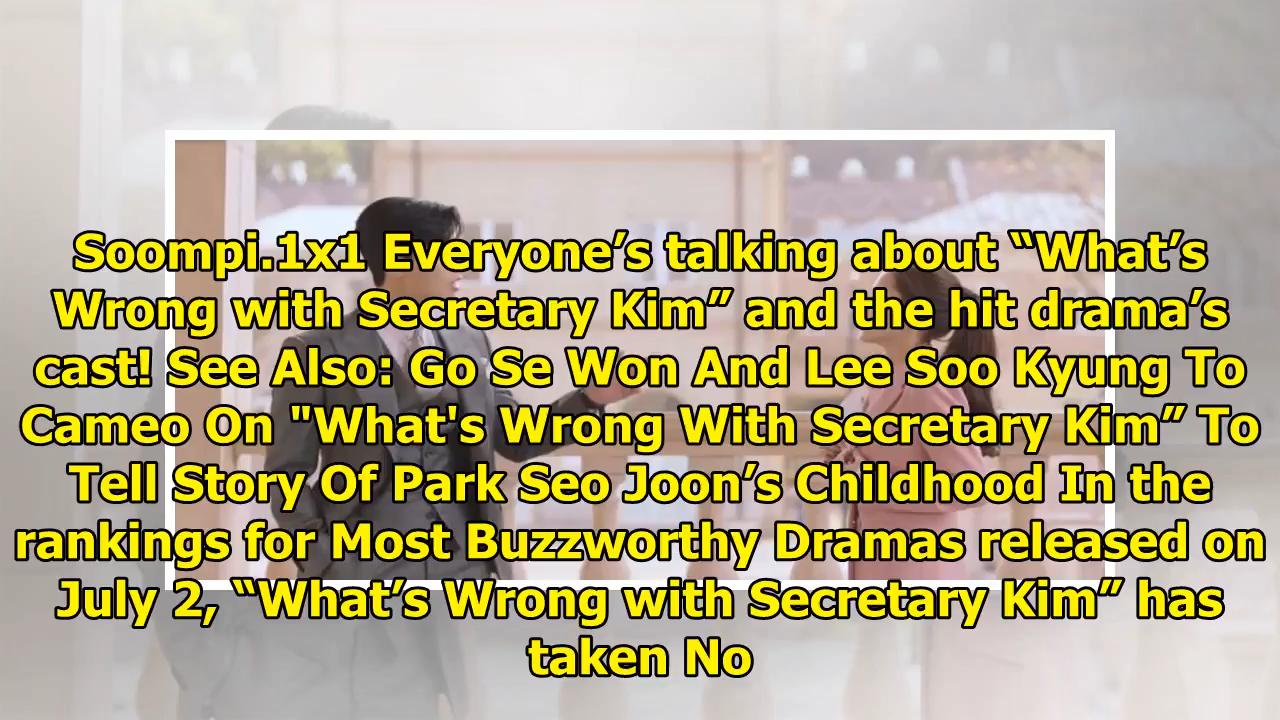 Soompi.1x1 Everyone’s talking about “What’s
Wrong with Secretary Kim” and the hit drama’s
cast! See Also: Go Se Won And Lee Soo Kyung To
Cameo On "What's Wrong With Secretary Kim” To
Tell Story Of Park Seo Joon’s Childhood In the
rankings for Most Buzzworthy Dramas released on
July 2, “What’s Wrong with Secretary Kim” has
taken No